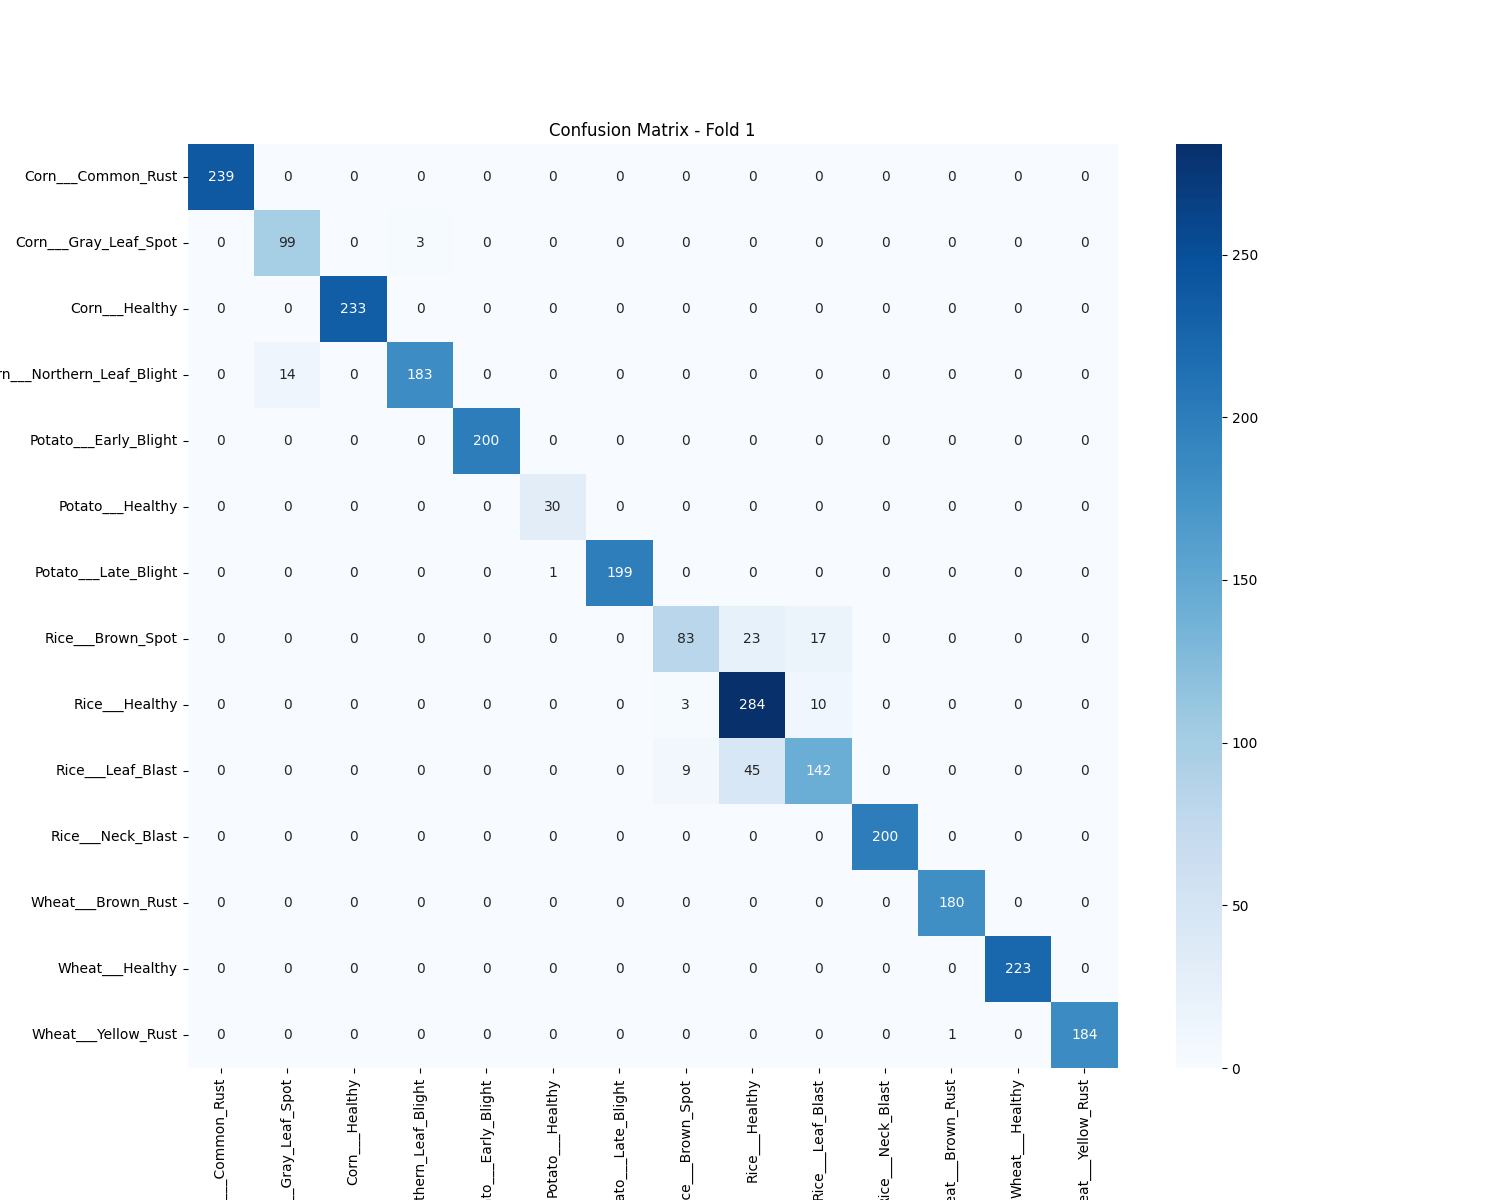 Confusion Matrix - Fold 1
Corn___Common_Rust 239 0 0 0 0 0 0 0 0 0 0 0 0 0
Corn___Gray_Leaf_Spot 0 99 0 3 0 0 0 0 0 0 0 0 0 0
Corn___Healthy 0 0 233 0 0 0 0 0 0 0 0 0 0 0
rn___Northern_Leaf_Blight 0 14 0 183 0 0 0 0 0 0 0 0 0 0
Potato___Early_Blight 0 0 0 0 200 0 0 0 0 0 0 0 0 0
Potato___Healthy 0 0 0 0 0 30 0 0 0 0 0 0 0 0
Potato___Late_Blight 0 0 0 0 0 1 199 0 0 0 0 0 0 0
Rice___Brown_Spot 0 0 0 0 0 0 0 83 23 17 0 0 0 0
Rice___Healthy 0 0 0 0 0 0 0 3 284 10 0 0 0 0
Rice___Leaf_Blast 0 0 0 0 0 0 0 9 45 142 0 0 0 0
Rice___Neck_Blast 0 0 0 0 0 0 0 0 0 0 200 0 0 0
Wheat___Brown_Rust 0 0 0 0 0 0 0 0 0 0 0 180 0 0
Wheat___Healthy 0 0 0 0 0 0 0 0 0 0 0 0 223 0
Wheat___Yellow_Rust 0 0 0 0 0 0 0 0 0 0 0 1 0 184
___Common_Rust
__Gray_Leaf_Spot
Corn___Healthy
thern_Leaf_Blight
to___Early_Blight
Potato___Healthy
ato___Late_Blight
ce___Brown_Spot
Rice___Healthy
Rice___Leaf_Blast
ice___Neck_Blast
eat___Brown_Rust
Wheat___Healthy
eat___Yellow_Rust
250
200
150
100
50
0